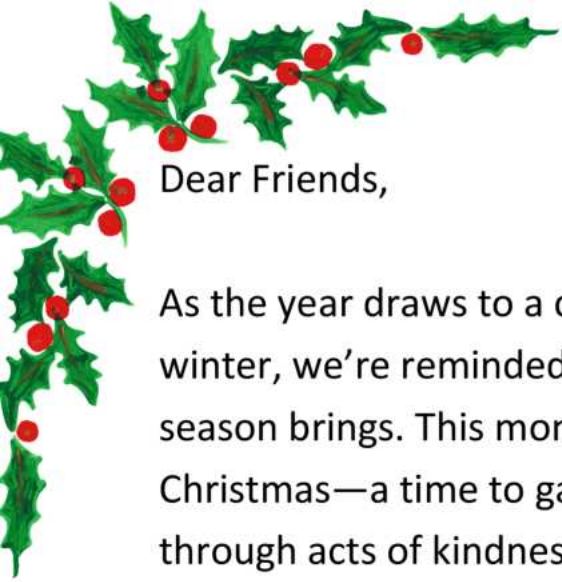 Dear Friends,
As the year draws to a
winter, we’re reminded
season brings. This
Christmas—a time to
through acts of